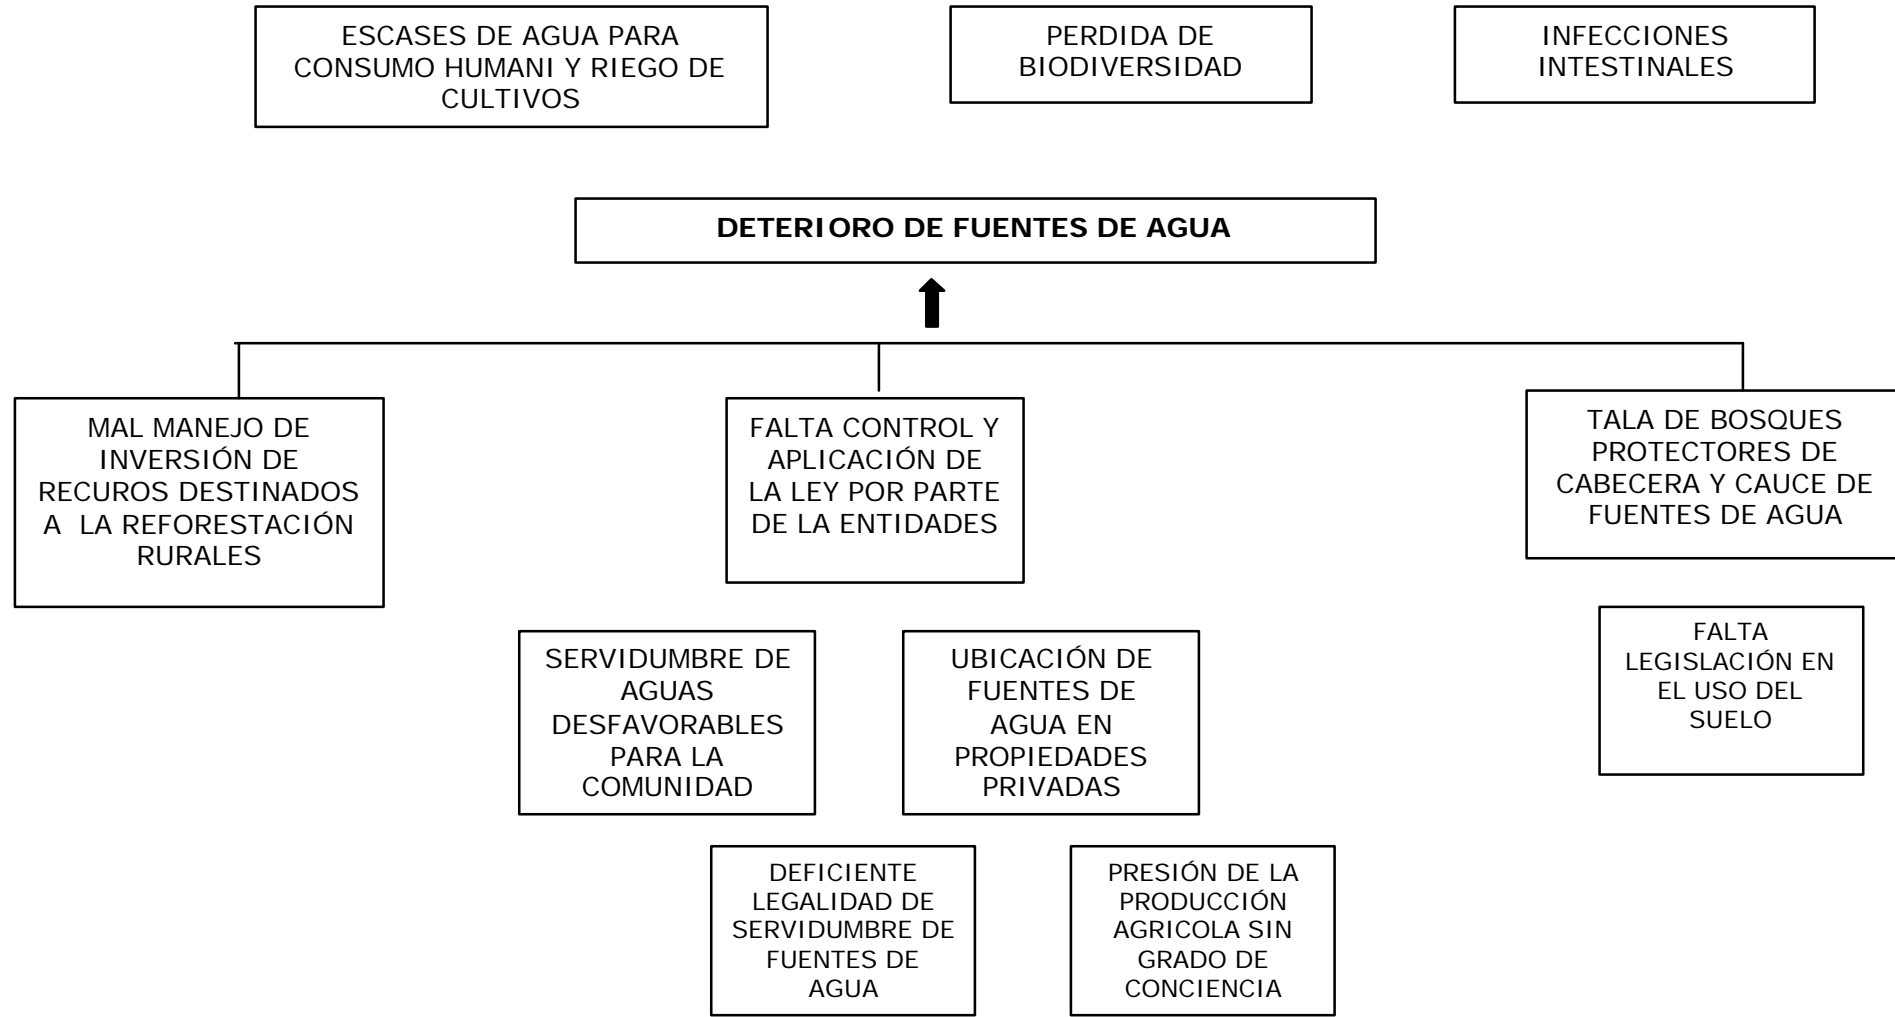 ESCASES DE AGUA PARA
CONSUMO HUMANI Y RIEGO DE
CULTIVOS
PERDIDA DE
BIODIVERSIDAD
INFECCIONES
INTESTINALES
DETERIORO DE FUENTES DE AGUA
MAL MANEJO DE
INVERSIÓN DE
RECUROS DESTINADOS
A LA REFORESTACIÓN
RURALES
FALTA CONTROL Y
APLICACIÓN DE
LA LEY POR PARTE
DE LA ENTIDADES
TALA DE BOSQUES
PROTECTORES DE
CABECERA Y CAUCE DE
FUENTES DE AGUA
SERVIDUMBRE DE
AGUAS
DESFAVORABLES
PARA LA
COMUNIDAD
UBICACIÓN DE
FUENTES DE
AGUA EN
PROPIEDADES
PRIVADAS
FALTA
LEGISLACIÓN EN
EL USO DEL
SUELO
DEFICIENTE
LEGALIDAD DE
SERVIDUMBRE DE
FUENTES DE
AGUA
PRESIÓN DE LA
PRODUCCIÓN
AGRICOLA SIN
GRADO DE
CONCIENCIA